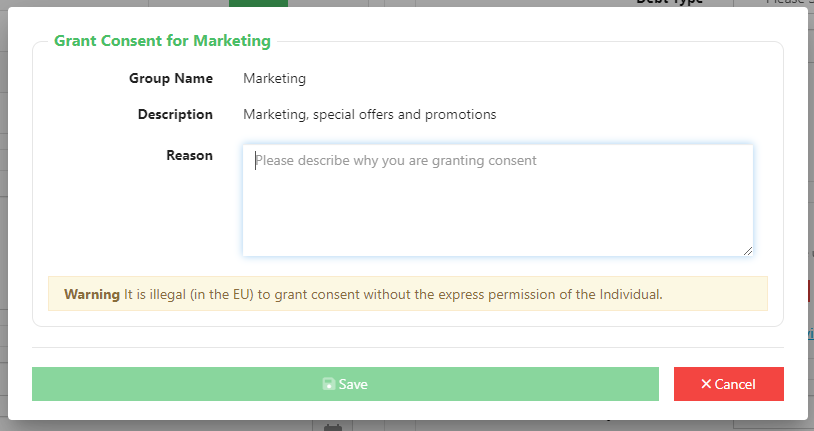 Debt Type
Please
Grant Consent for Marketing
Group Name Marketing
Description Marketing, special offers and promotions
Reason Please describe why you are granting consent
Warning It is illegal (in the EU) to grant consent without the express permission of the Individual.
Save Cancel